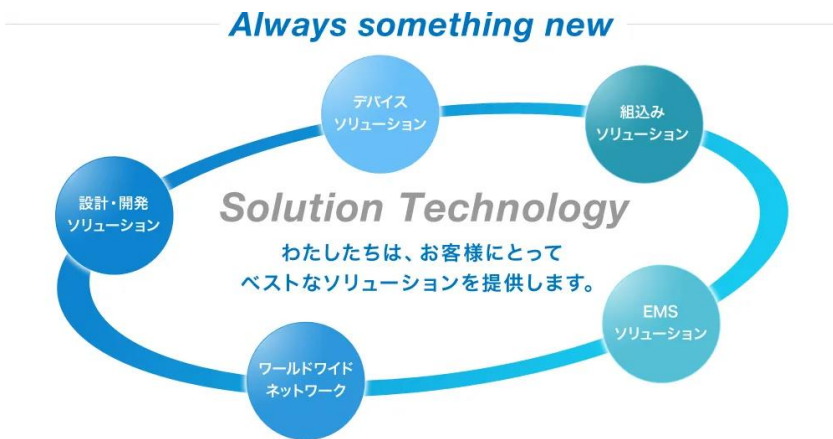 Always something new
デバイス
ソリューション
組込み
ソリューション
設計・開発
ソリューション
Solution Technology
わたしたちは、お客様にとって
ベストなソリューションを提供します。
EMS
ソリューション
ワールドワイド
ネットワーク